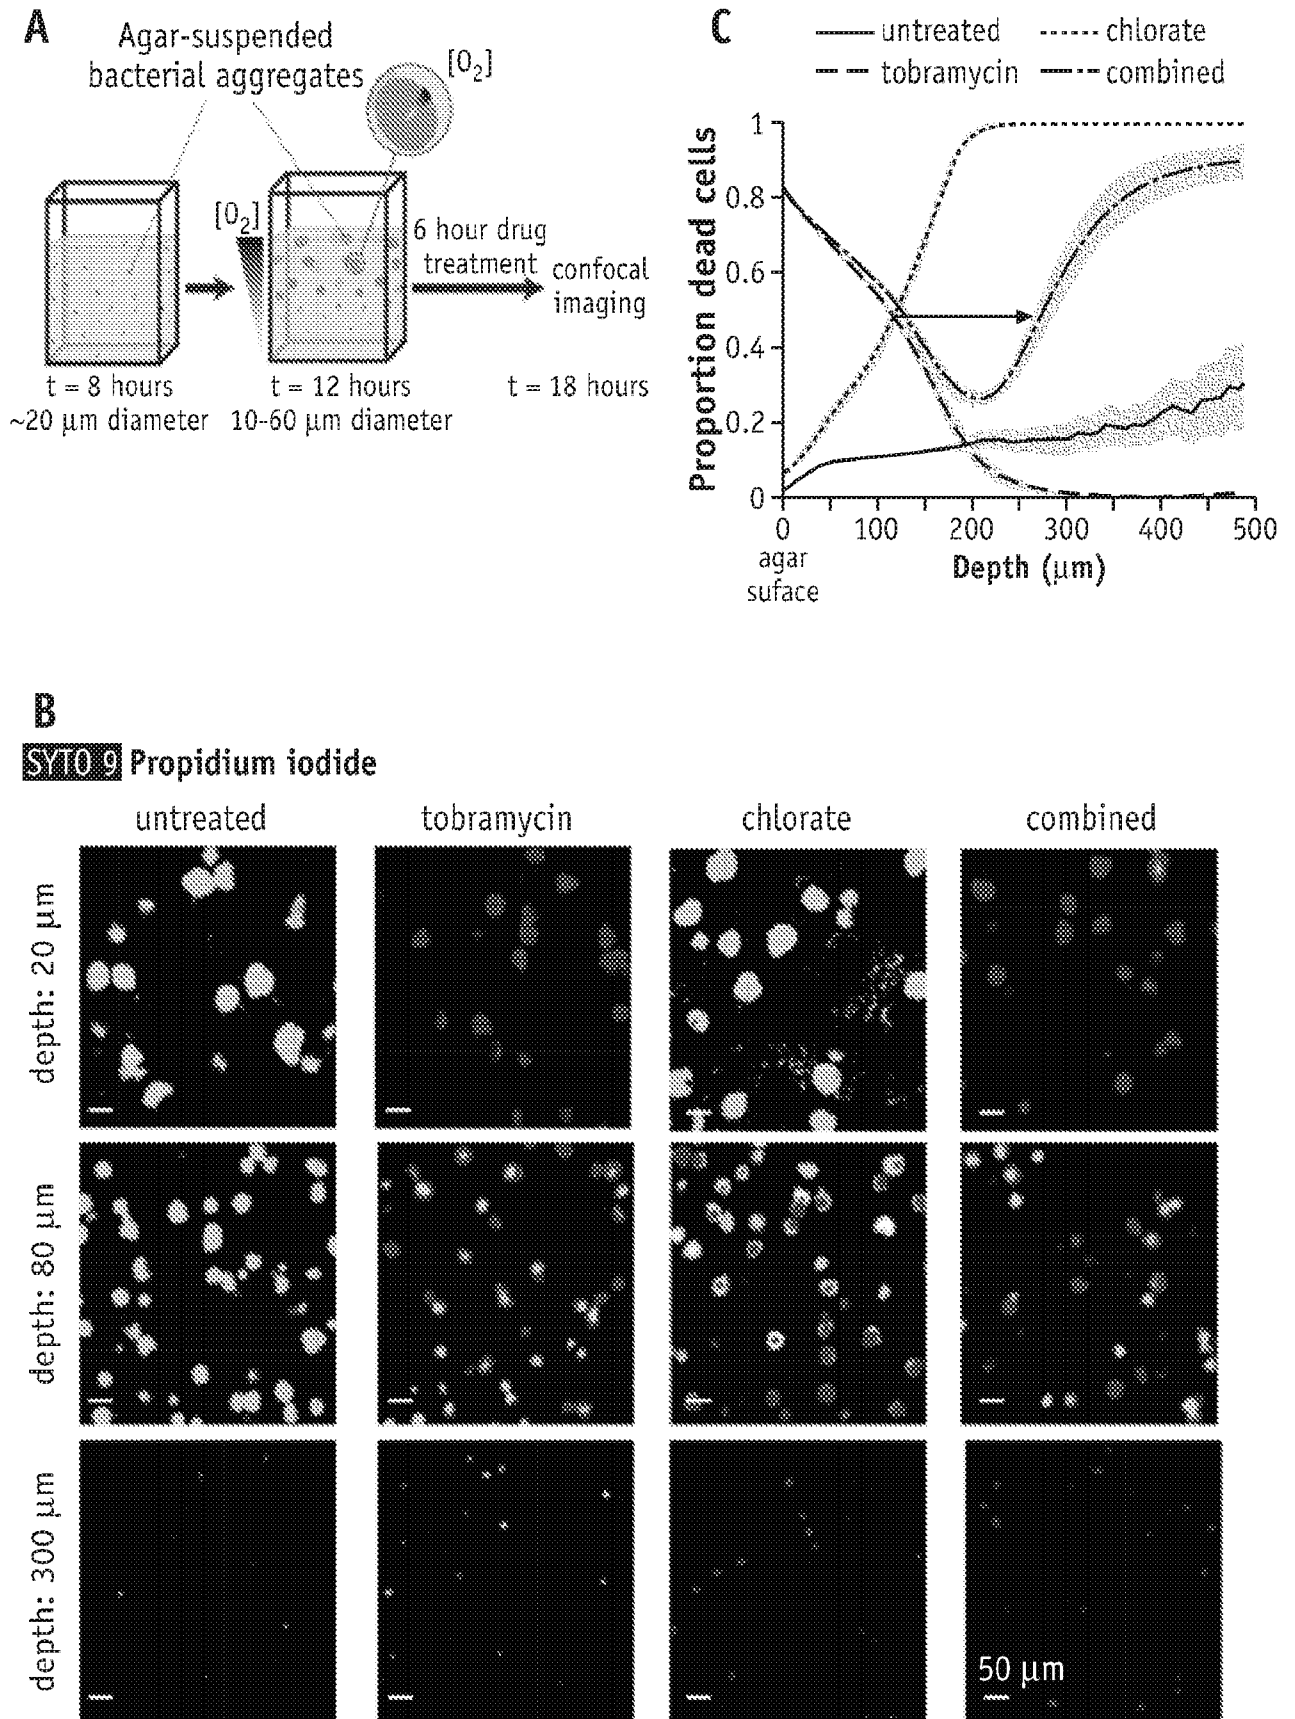 A
Agar-suspended
bacterial aggregates
[O2]
[O2]
6 hour drug
treatment
confocal
imaging
t = 8 hours
~20 μm diameter
t = 12 hours
10-60 μm diameter
t = 18 hours
C
untreated
chlorate
tobramycin
combined
Proportion dead cells
1
0.8
0.6
0.4
0.2
0
0 100 200 300 400 500
agar
suface
Depth (μm)
B
SYTO 9 Propidium iodide
untreated tobramycin chlorate combined
depth: 20 μm
depth: 80 μm
depth: 300 μm
50 μm